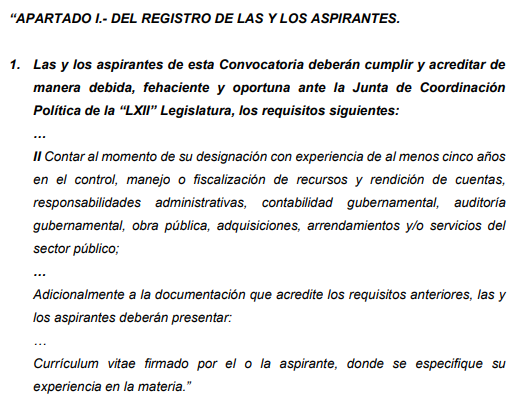 “APARTADO I.- DEL REGISTRO DE LAS Y LOS ASPIRANTES.
1. Las y los aspirantes de esta Convocatoria deberán cumplir y acreditar de
manera debida, fehaciente y oportuna ante la Junta de Coordinación
Política de la “LXII” Legislatura, los requisitos siguientes:
…
II Contar al momento de su designación con experiencia de al menos cinco años
en el control, manejo o fiscalización de recursos y rendición de cuentas,
responsabilidades administrativas, contabilidad gubernamental, auditoría
gubernamental, obra pública, adquisiciones, arrendamientos y/o servicios del
sector público;
…
Adicionalmente a la documentación que acredite los requisitos anteriores, las y
los aspirantes deberán presentar:
…
Currículum vitae firmado por el o la aspirante, donde se especifique su
experiencia en la materia.”